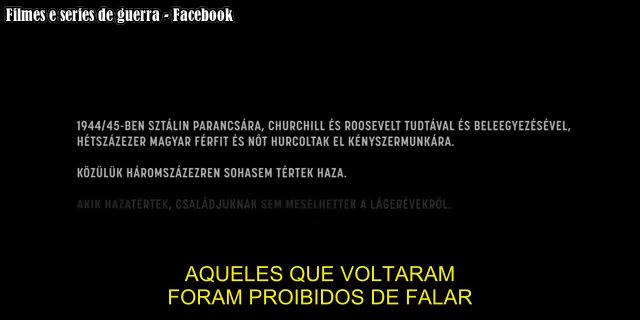 Filmes e series de guerra - Facebook
1944/45-BEN SZTÁLIN PARANCSÁRA, CHURCHILL ÉS ROOSEVELT TUDTÁVAL ÉS BELEEGYEZÉSÉVEL,
HÉTSZÁZEZER MAGYAR FÉRFIT ÉS NŐT HURCOLTAK EL KÉNYSZERMUNKÁRA.
KÖZÜLÜK HÁROMSZÁZEZREN SOHASEM TÉRTEK HAZA.
AKIK HAZATÉRTEK, CSALÁDJUKNAK SEM MESÉLHETTEK A LÁGERÉVEKRŐL.
AQUELES QUE VOLTARAM
FORAM PROIBIDOS DE FALAR